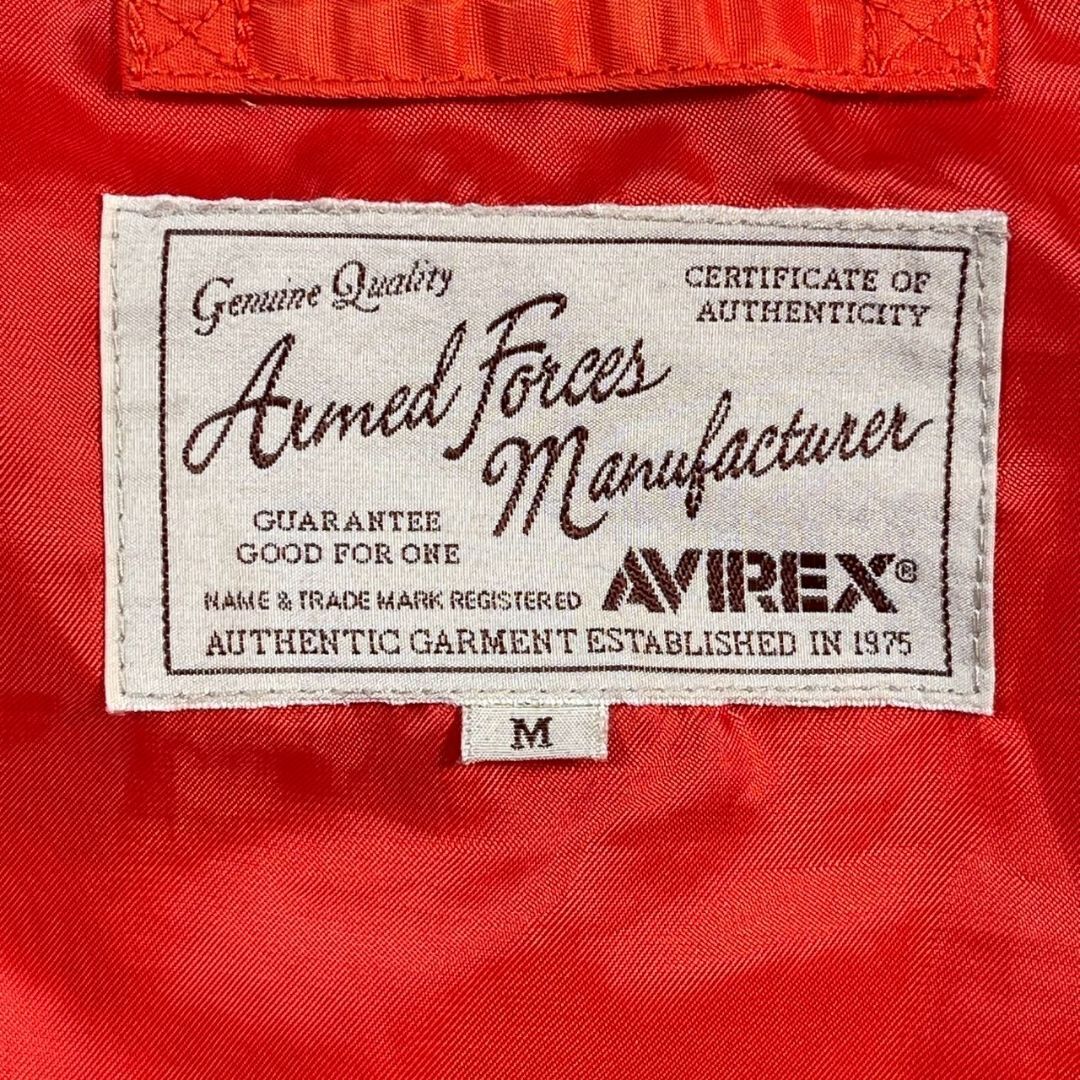 Genuine Quality
CERTIFICATE OF
AUTHENTICITY
Armed Forces
Manufacturer
GUARANTEE
GOOD FOR ONE
NAME & TRADE MARK REGISTERED
AVIREX®
AUTHENTIC GARMENT ESTABLISHED IN 1975
M